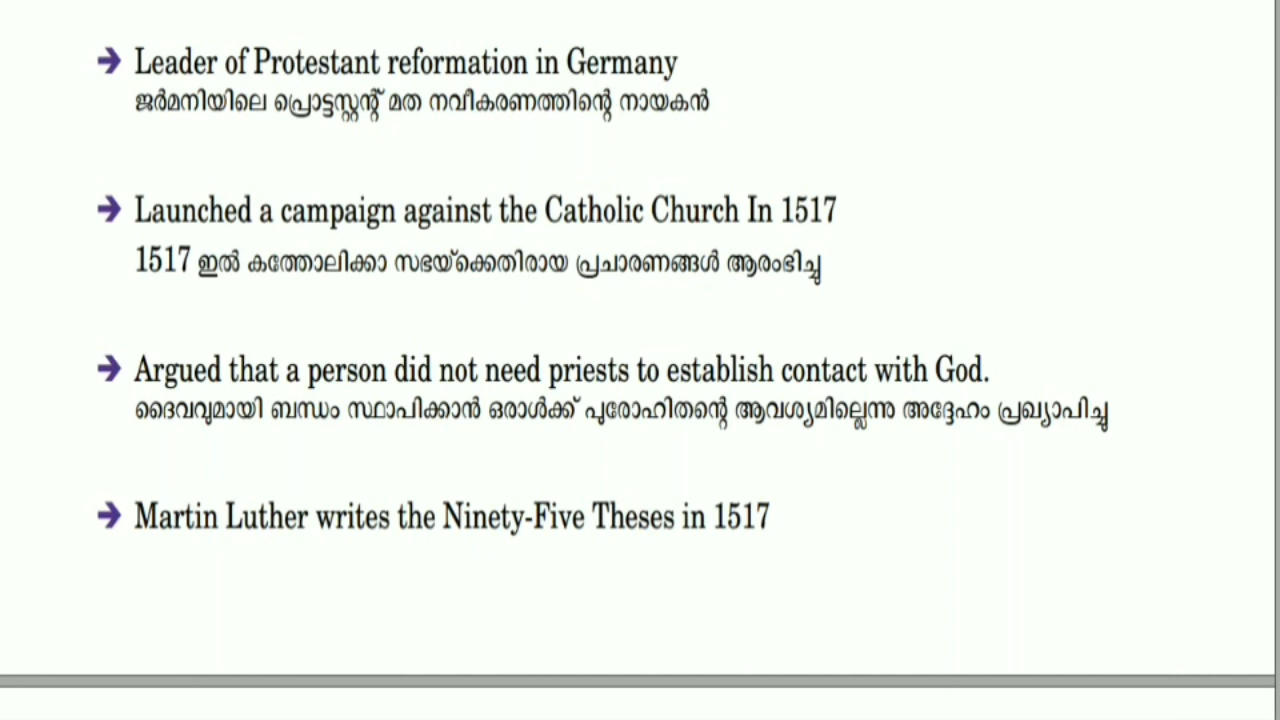 ➔ Leader of Protestant reformation in Germany
ജർമനിയിലെ പ്രൊട്ടസ്റ്റന്റ് മത നവീകരണത്തിന്റെ നായകൻ
➔ Launched a campaign against the Catholic Church In 1517
1517 ഇൽ കത്തോലിക്കാ സഭയ്ക്കെതിരായ പ്രചാരണങ്ങൾ ആരംഭിച്ചു
➔ Argued that a person did not need priests to establish contact with God.
ദൈവവുമായി ബന്ധം സ്ഥാപിക്കാൻ ഒരാൾക്ക് പുരോഹിതന്റെ ആവശ്യമില്ലെന്നു അദ്ദേഹം പ്രഖ്യാപിച്ചു
➔ Martin Luther writes the Ninety-Five Theses in 1517